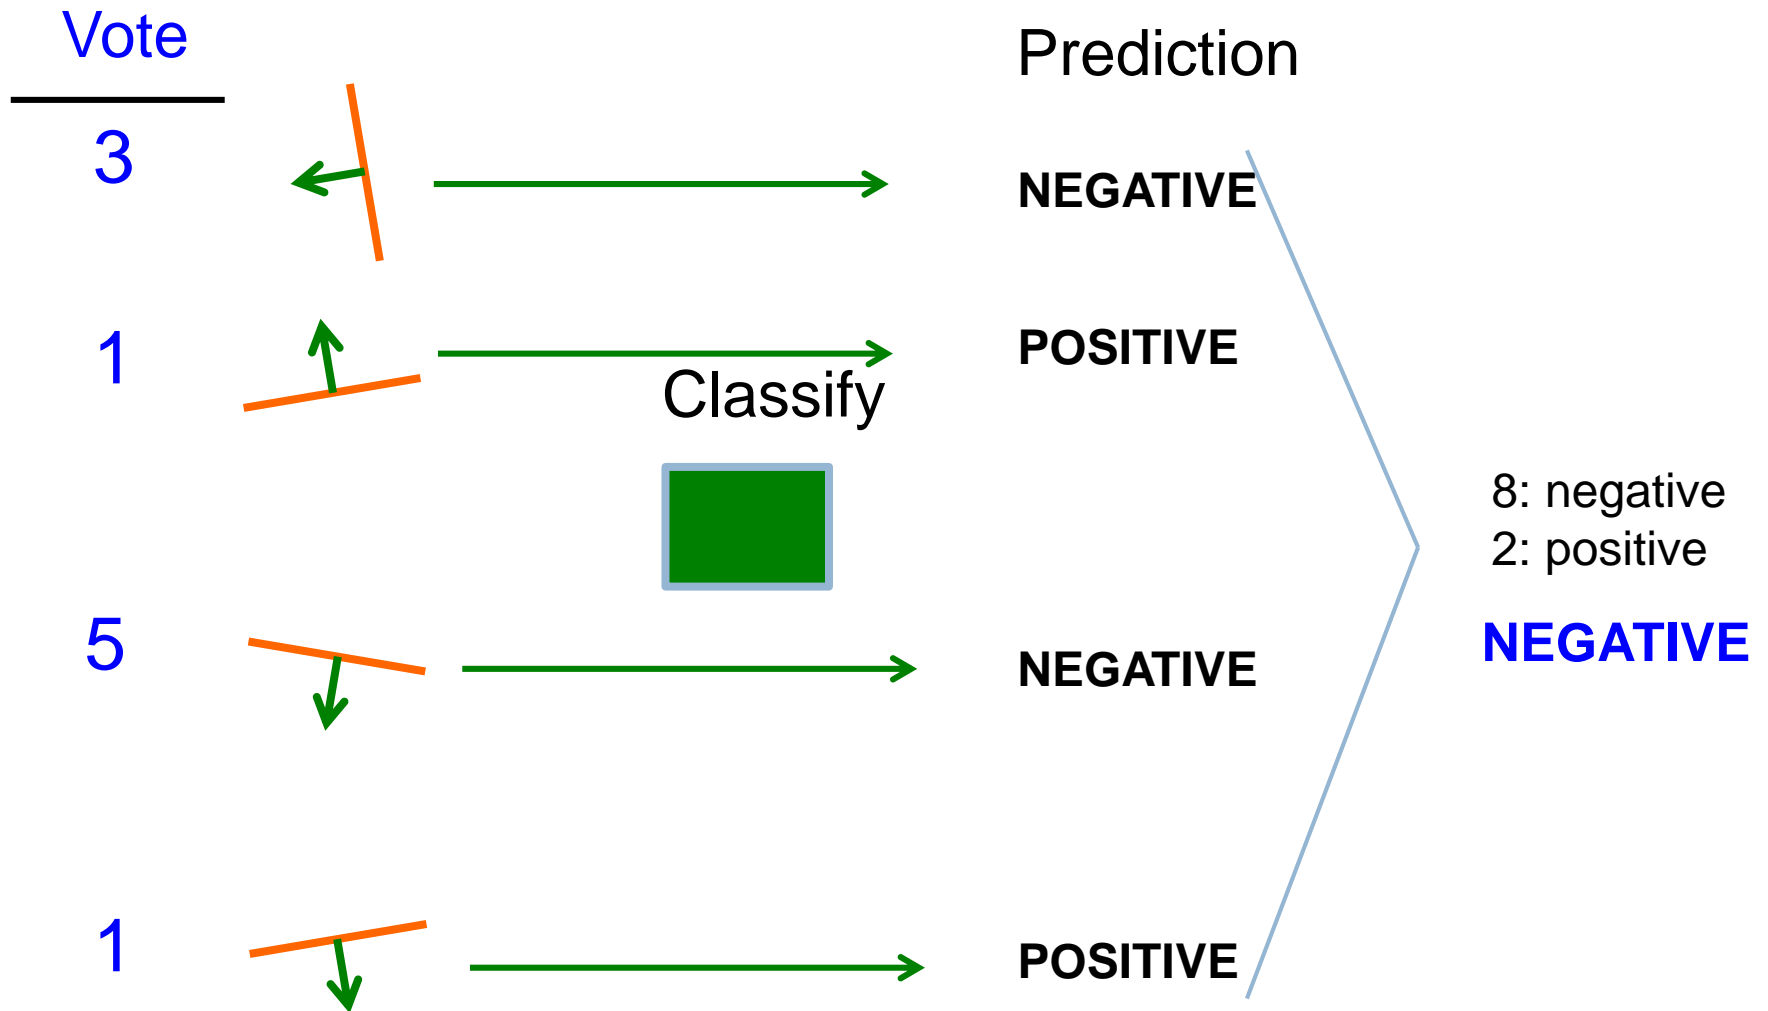 Vote
Prediction
3
NEGATIVE
1
POSITIVE
Classify
8: negative
2: positive
5
NEGATIVE
NEGATIVE
1
POSITIVE